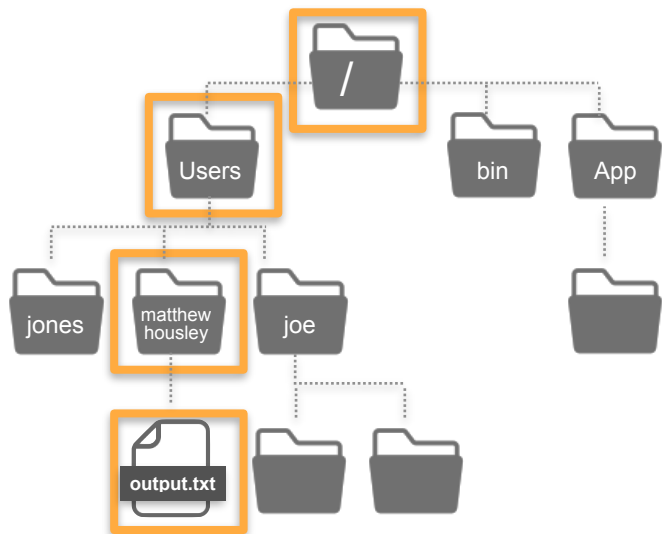 /
Users
bin
App
jones
matthew
housley
joe
output.txt